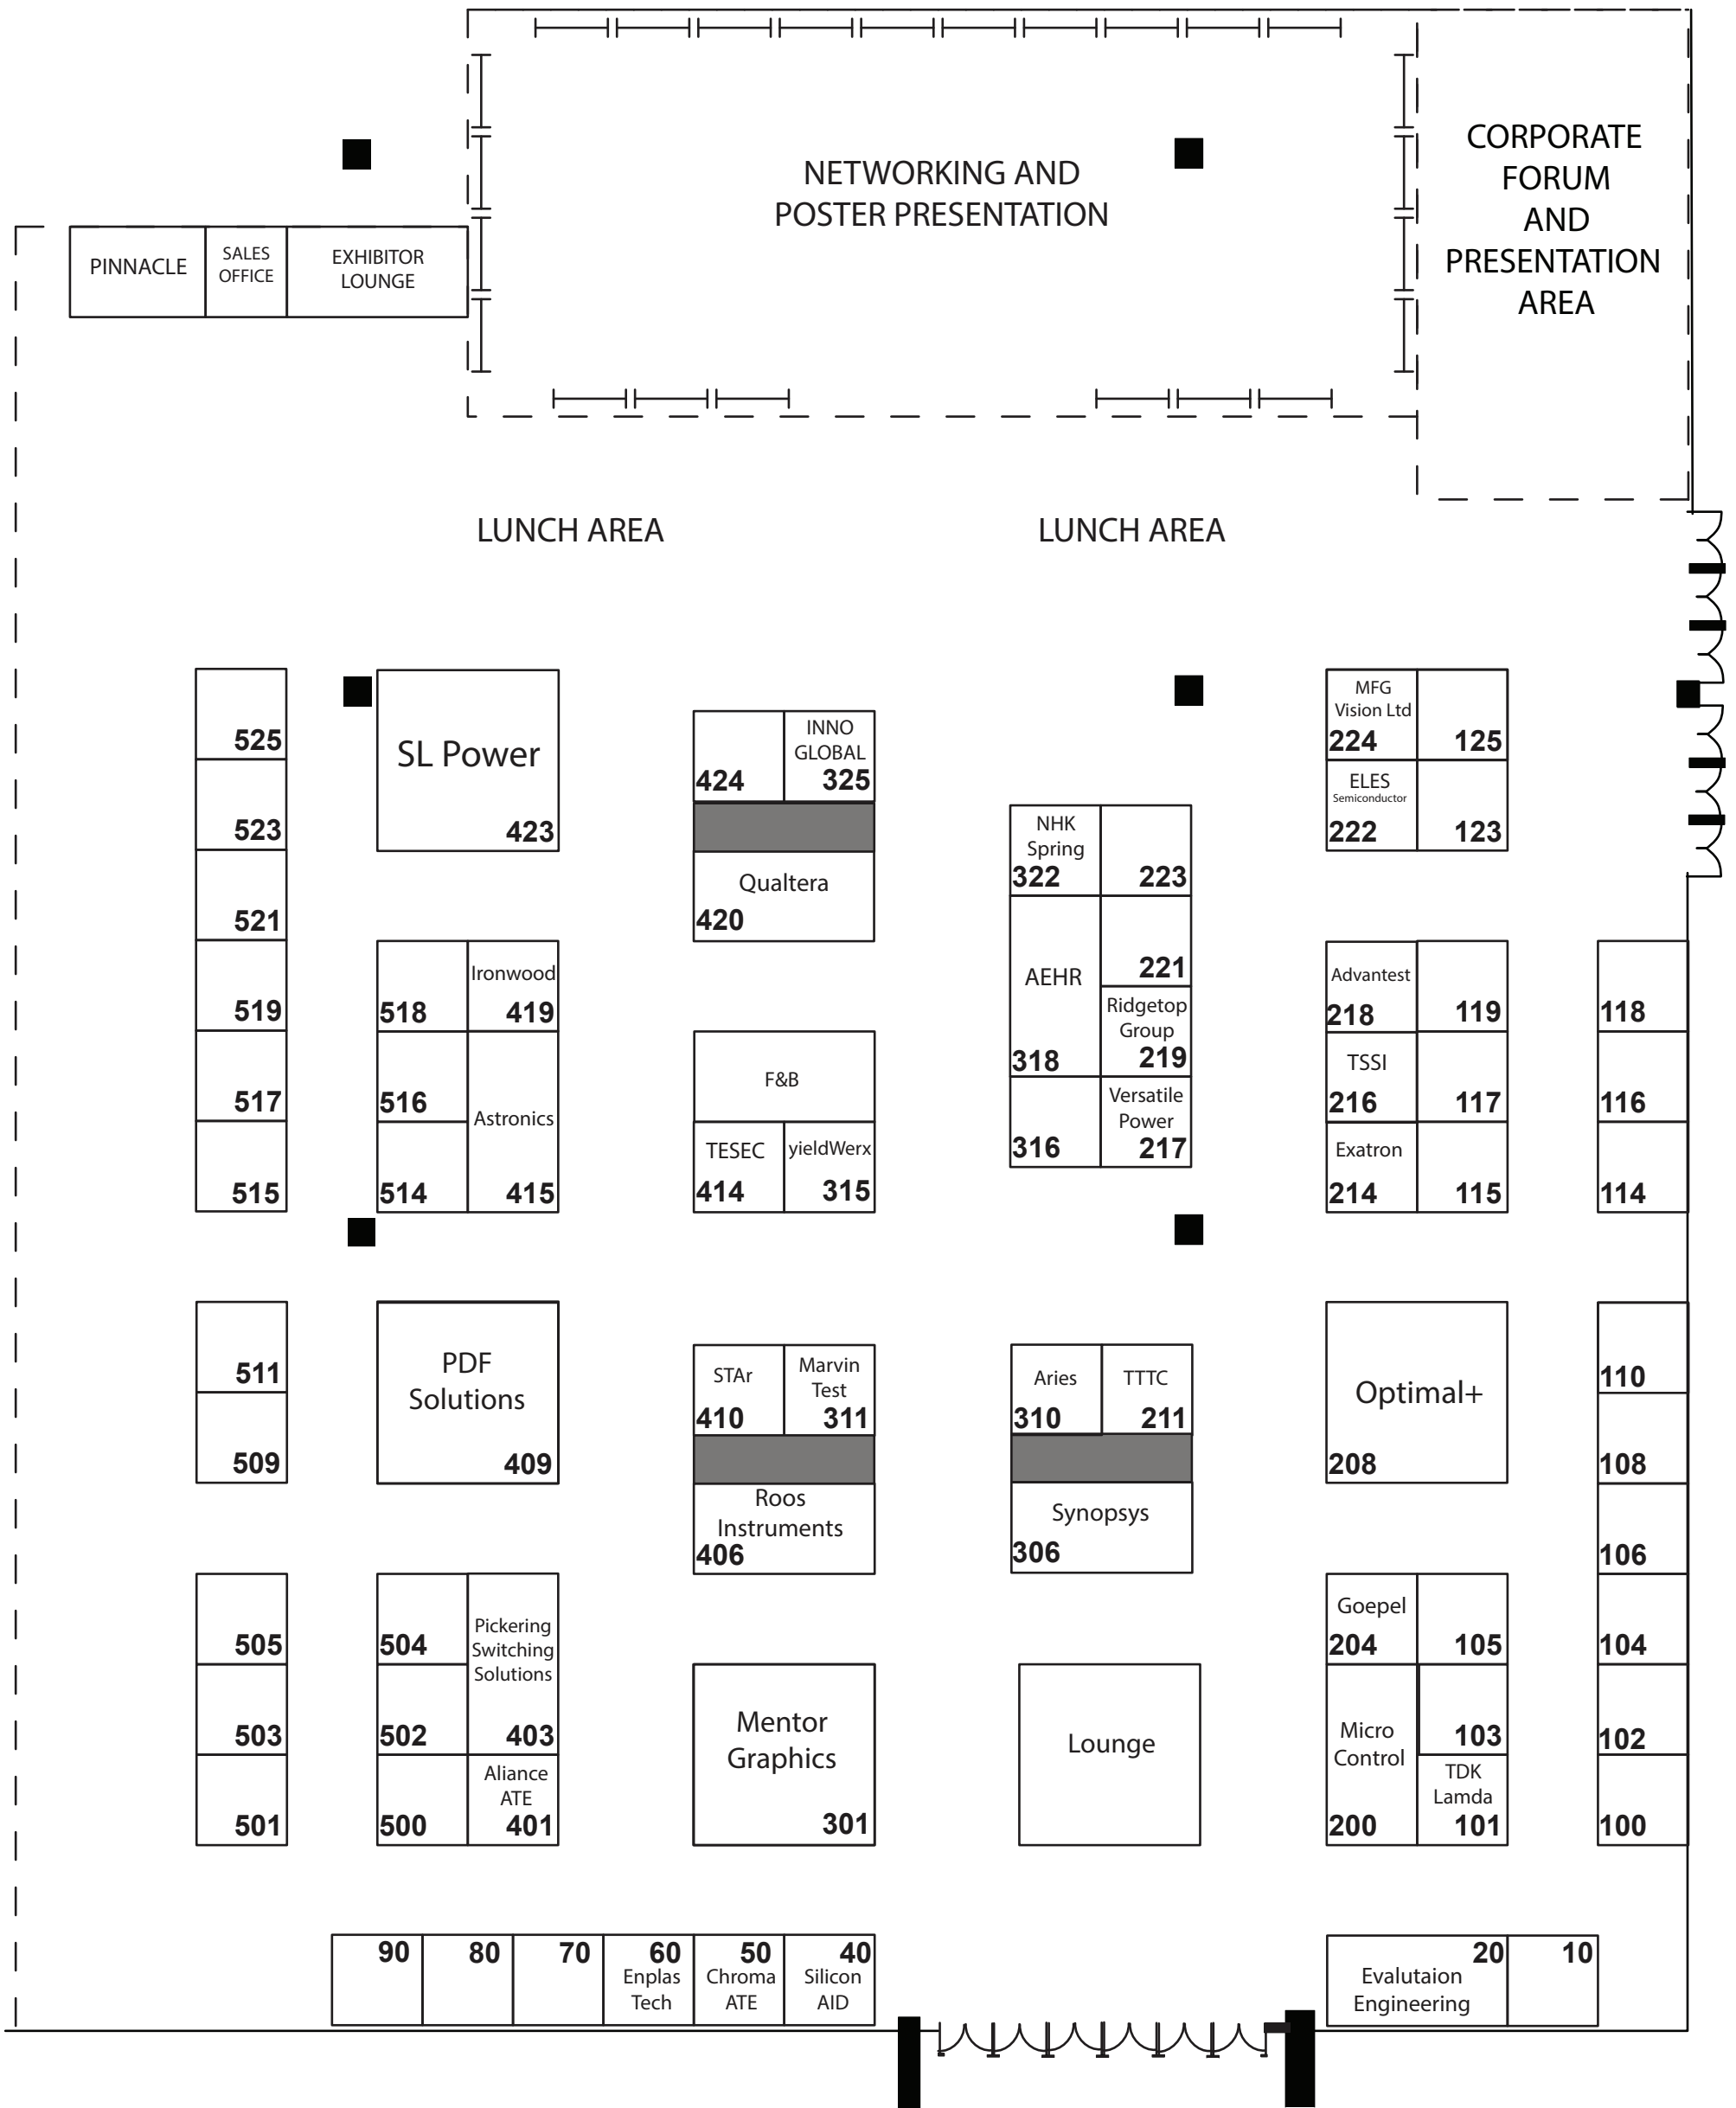 NETWORKING AND
POSTER PRESENTATION
CORPORATE
FORUM
AND
PRESENTATION
AREA
PINNACLE
SALES
OFFICE
EXHIBITOR
LOUNGE
LUNCH AREA
LUNCH AREA
525
523
521
519
517
515
SL Power
423
424
INNO
GLOBAL
325
Qualtera
420
NHK
Spring
322
223
AEHR
318
221
Ridgetop
Group
219
316
Versatile
Power
217
MFG
Vision Ltd
224
125
ELES
Semiconductor
222
123
518
Ironwood
419
516
Astronics
514
415
F&B
TESEC
414
yieldWerx
315
Advantest
218
119
TSSI
216
117
Exatron
214
115
118
116
114
511
509
PDF
Solutions
409
STAr
410
Marvin
Test
311
Roos
Instruments
406
Aries
310
TTTC
211
Synopsys
306
Optimal+
208
110
108
106
104
102
100
505
503
501
504
Pickering
Switching
Solutions
502
403
500
Aliance
ATE
401
Mentor
Graphics
301
Lounge
Goepel
204
105
Micro
Control
200
103
TDK
Lamda
101
90
80
70
60
Enplas
Tech
50
Chroma
ATE
40
Silicon
AID
20
Evalutaion
Engineering
10